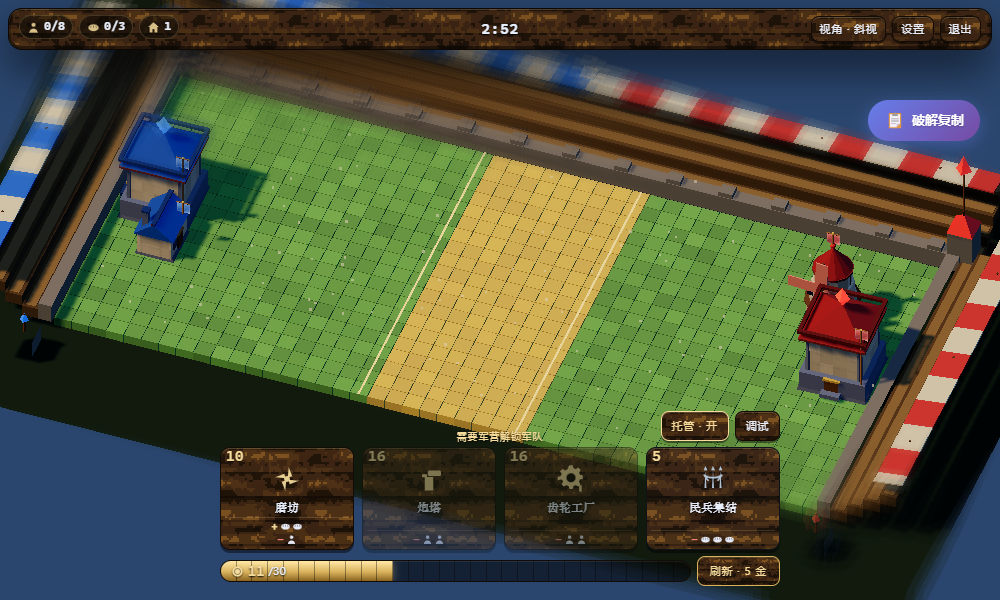 0/8 0/3 1
2:52
视角 · 斜视 设置 退出
破解复制
托管 · 开 调试
需要军营解锁军队
10 磨坊
16 炮塔
16 齿轮工厂
5 民兵集结
11/30
刷新 · 5 金